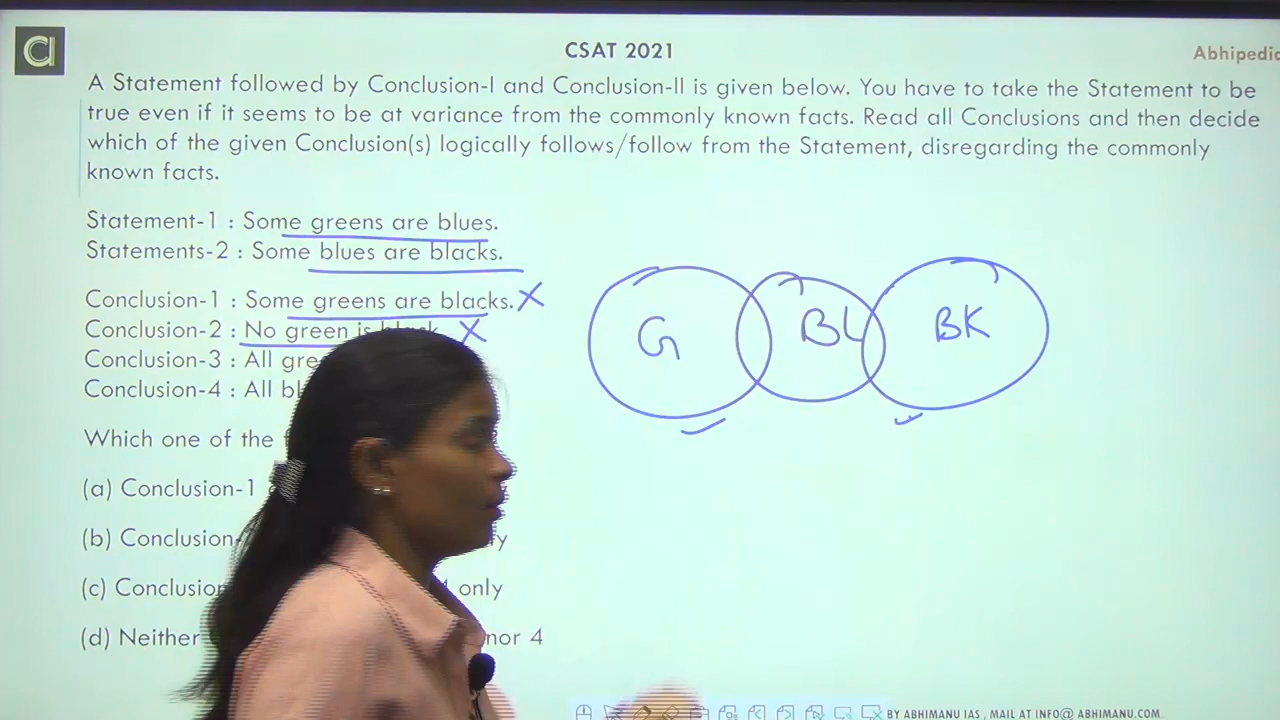 CSAT 2021
Abhipedia
A Statement followed by Conclusion-I and Conclusion-II is given below. You have to take the Statement to be
true even if it seems to be at variance from the commonly known facts. Read all Conclusions and then decide
which of the given Conclusion(s) logically follows/follow from the Statement, disregarding the commonly
known facts.
Statement-1 : Some greens are blues.
Statements-2 : Some blues are blacks.
Conclusion-1 : Some greens are blacks. X
Conclusion-2 : No green is X
Conclusion-3 : All
Conclusion-4 : All
Which one of the
(a) Conclusion-1
(b)
(c) only
(d) Neither nor 4
G BL BK
BY ABHIMANU IAS , MAIL AT INFO@ ABHIMANU.COM